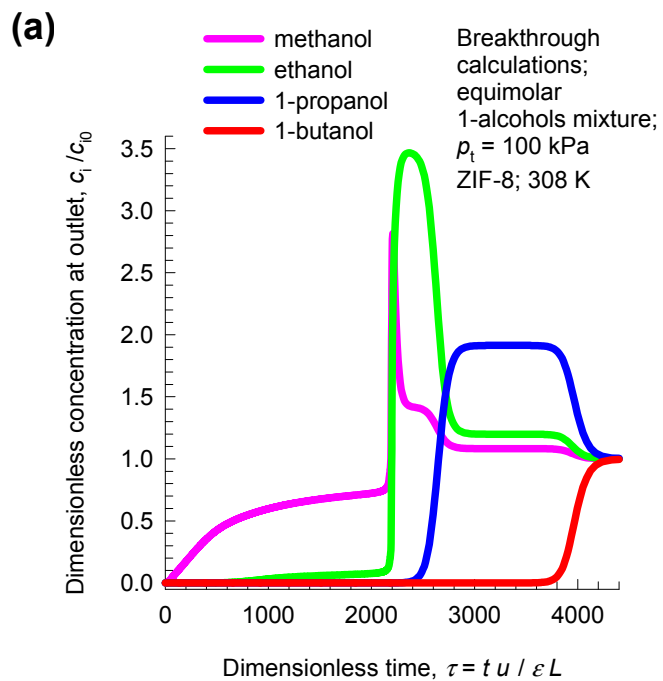 (a)
methanol
ethanol
1-propanol
1-butanol
Breakthrough
calculations;
equimolar
1-alcohols mixture;
pt = 100 kPa
ZIF-8; 308 K
Dimensionless concentration at outlet, ci /ci0
3.5
3.0
2.5
2.0
1.5
1.0
0.5
0.0
0 1000 2000 3000 4000
Dimensionless time, τ = t u / ε L